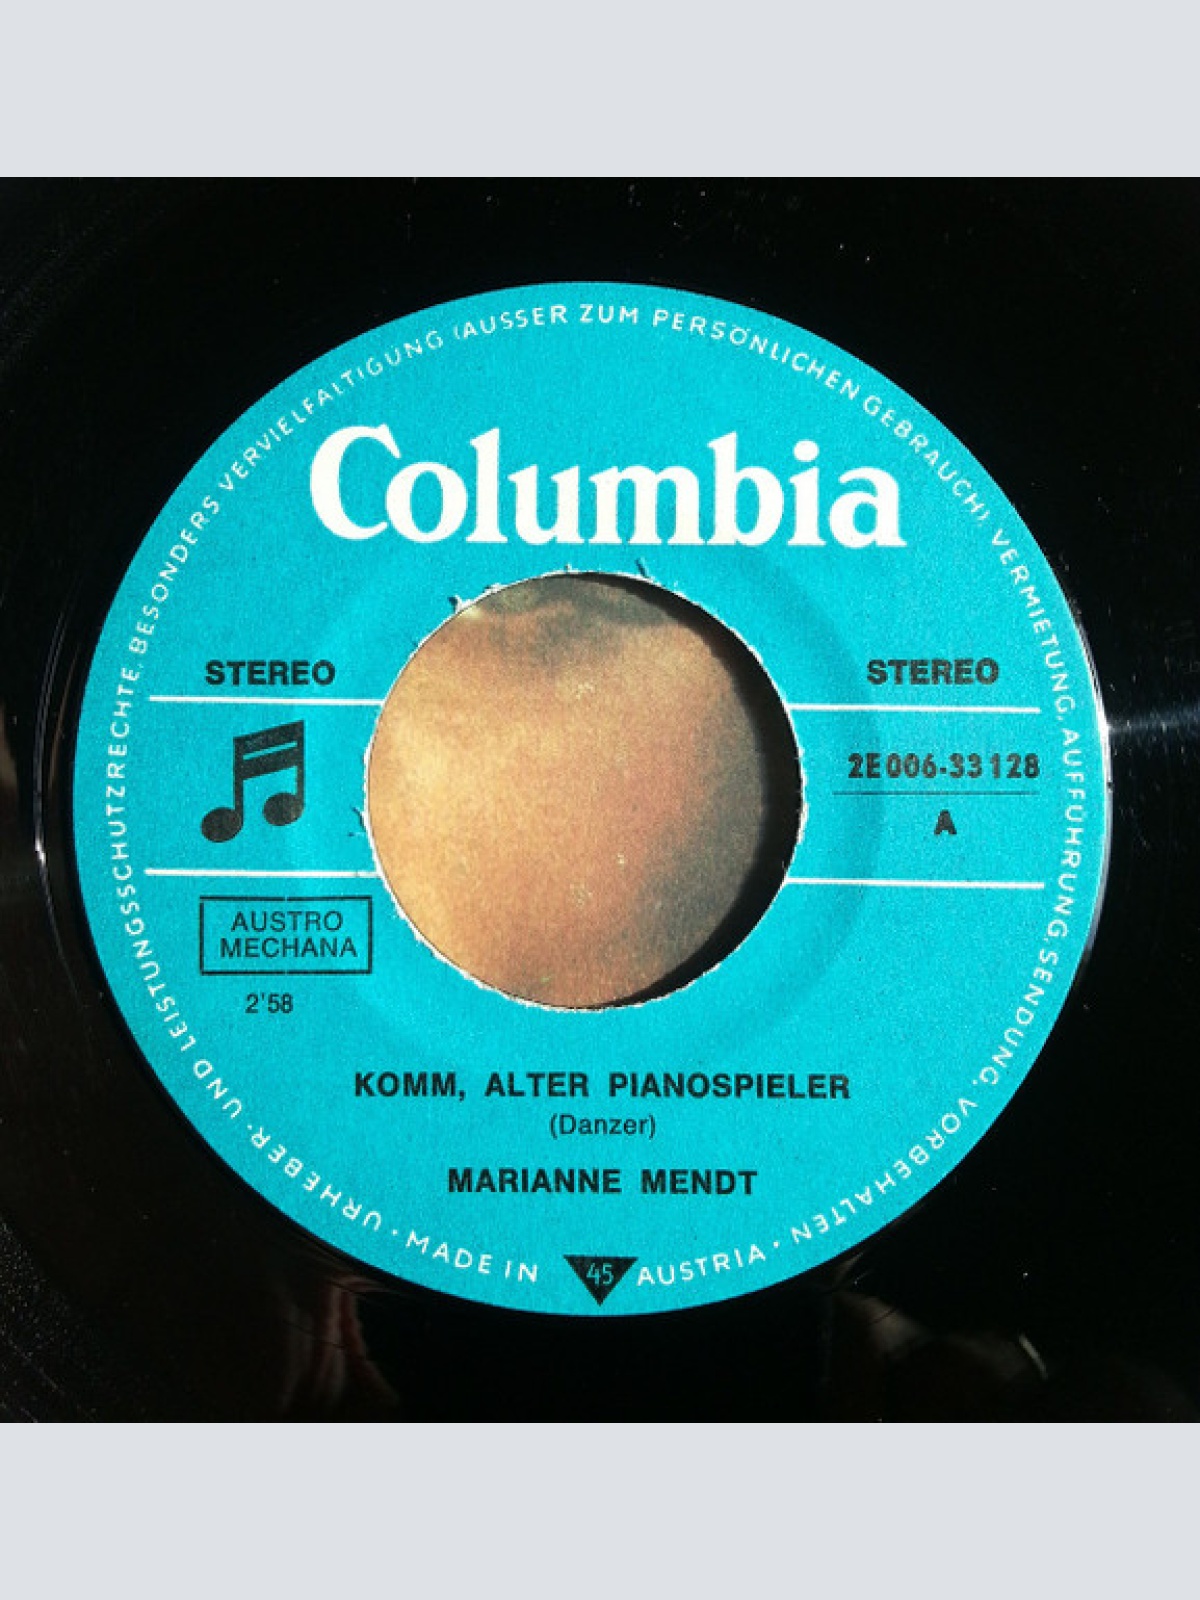 URHEBER- UND LEISTUNGSSCHUTZRECHTE, BESONDERS VERVIELFÄLTIGUNG (AUSSER ZUM PERSÖNLICHEN GEBRAUCH), VERMIETUNG, AUFFÜHRUNG, SENDUNG, VORBEHALTEN
Columbia
STEREO
STEREO
2E 006-33 128
A
AUSTRO
MECHANA
2'58
KOMM, ALTER PIANOSPIELER
(Danzer)
MARIANNE MENDT
· MADE IN 45 AUSTRIA ·